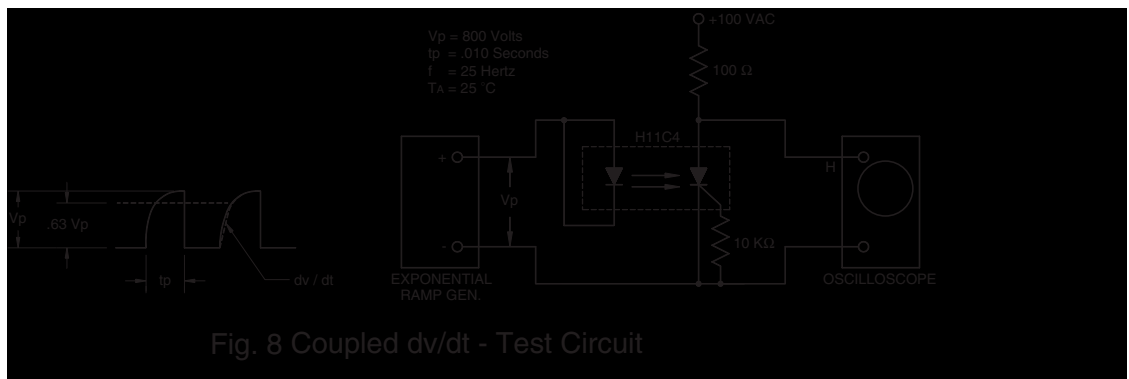 Vp = 800 Volts
tp = .010 Seconds
f = 25 Hertz
TA = 25 °C
+100 VAC
100 Ω
H11C4
+
Vp
-
10 KΩ
H
EXPONENTIAL
RAMP GEN.
OSCILLOSCOPE
Vp
.63 Vp
tp
dv / dt
Fig. 8 Coupled dv/dt - Test Circuit